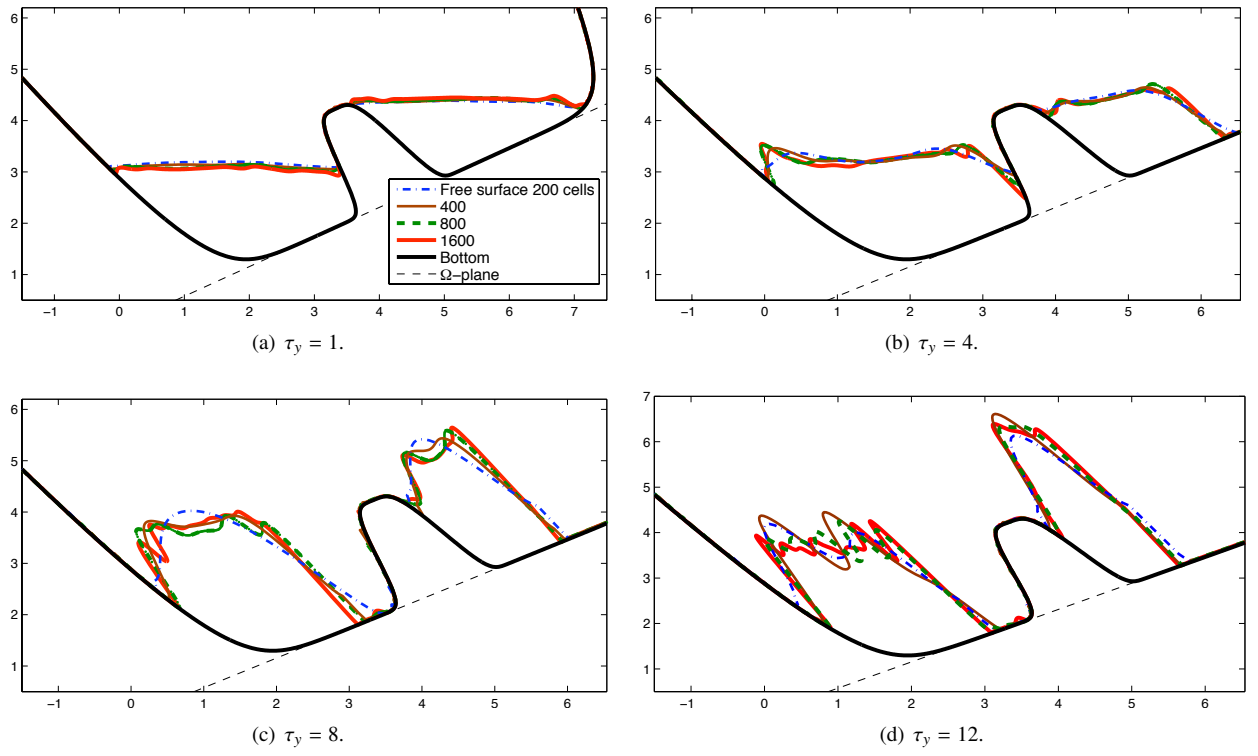 6
5
4
3
2
1
−1 0 1 2 3 4 5 6 7
Free surface 200 cells
400
800
1600
Bottom
Ω−plane
(a) τy = 1.
6
5
4
3
2
1
−1 0 1 2 3 4 5 6
(b) τy = 4.
6
5
4
3
2
1
−1 0 1 2 3 4 5 6
(c) τy = 8.
7
6
5
4
3
2
1
−1 0 1 2 3 4 5 6
(d) τy = 12.